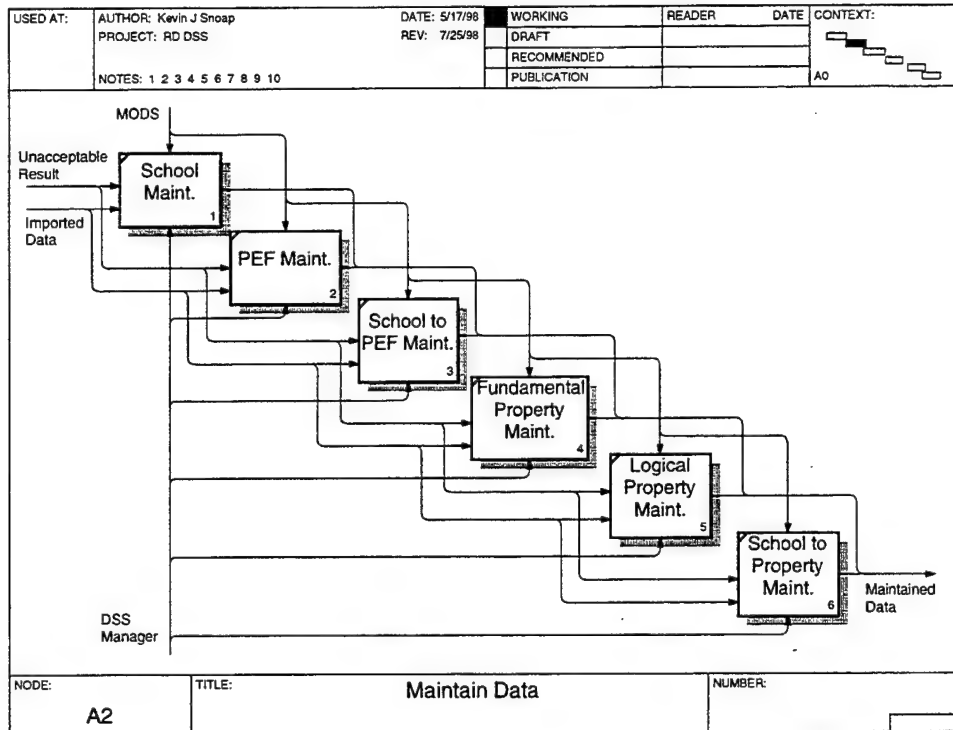 USED AT:
AUTHOR: Kevin J Snoap
DATE: 5/17/98
WORKING
READER
DATE
CONTEXT:
PROJECT: RD DSS
REV: 7/25/98
DRAFT
RECOMMENDED
NOTES: 1 2 3 4 5 6 7 8 9 10
PUBLICATION
A0
MODS
Unacceptable
Result
Imported
Data
School
Maint.
1
PEF Maint.
2
School to
PEF Maint.
3
Fundamental
Property
Maint.
4
Logical
Property
Maint.
5
School to
Property
Maint.
6
Maintained
Data
DSS
Manager
NODE:
A2
TITLE:
Maintain Data
NUMBER: